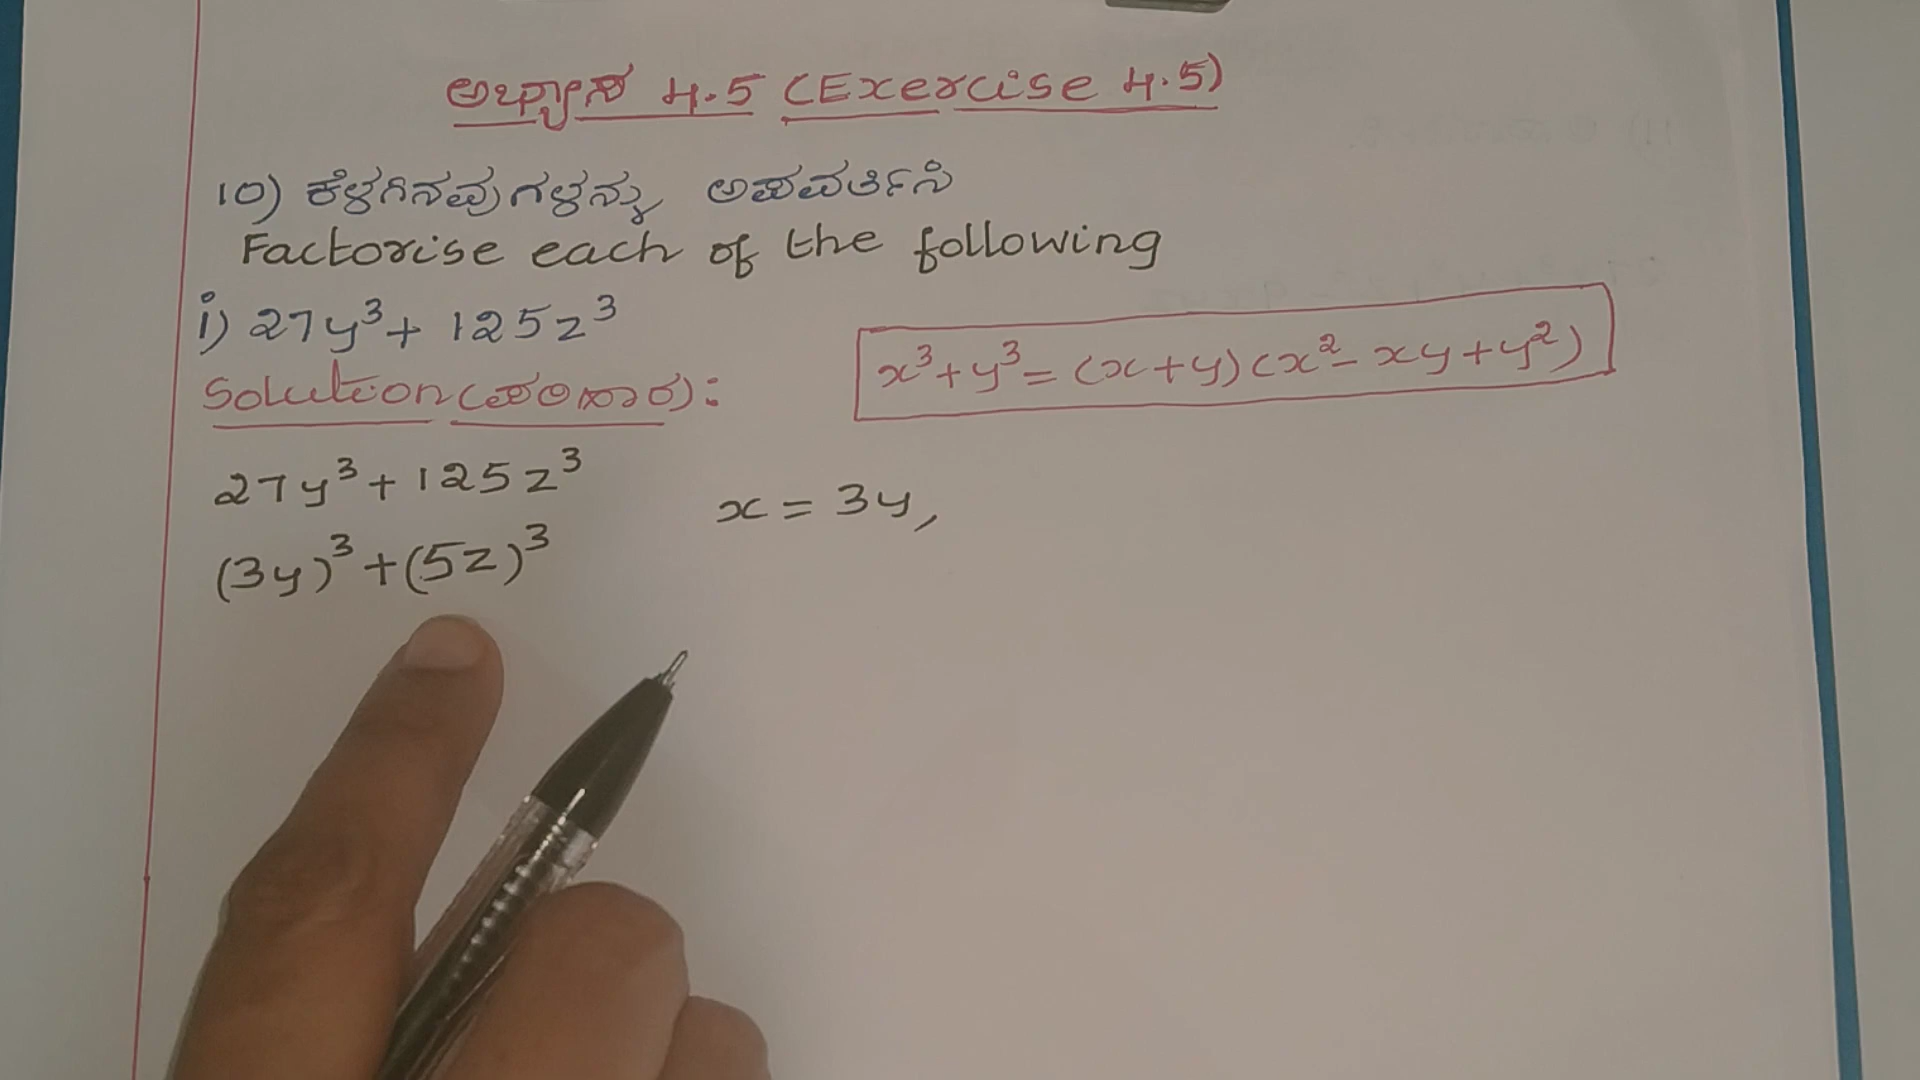 ಅಭ್ಯಾಸ 4.5 (Exercise 4.5)
10) ಕೆಳಗಿನವುಗಳನ್ನು ಅಪವರ್ತಿಸಿ
Factorise each of the following
i) 27y³ + 125z³
x³ + y³ = (x + y) (x² - xy + y²)
Solution (ಪರಿಹಾರ) :
27y³ + 125z³
x = 3y,
(3y)³ + (5z)³